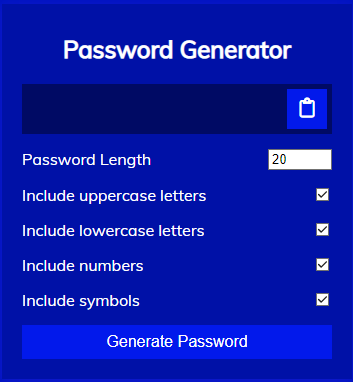 Password Generator
Password Length 20
Include uppercase letters
Include lowercase letters
Include numbers
Include symbols
Generate Password